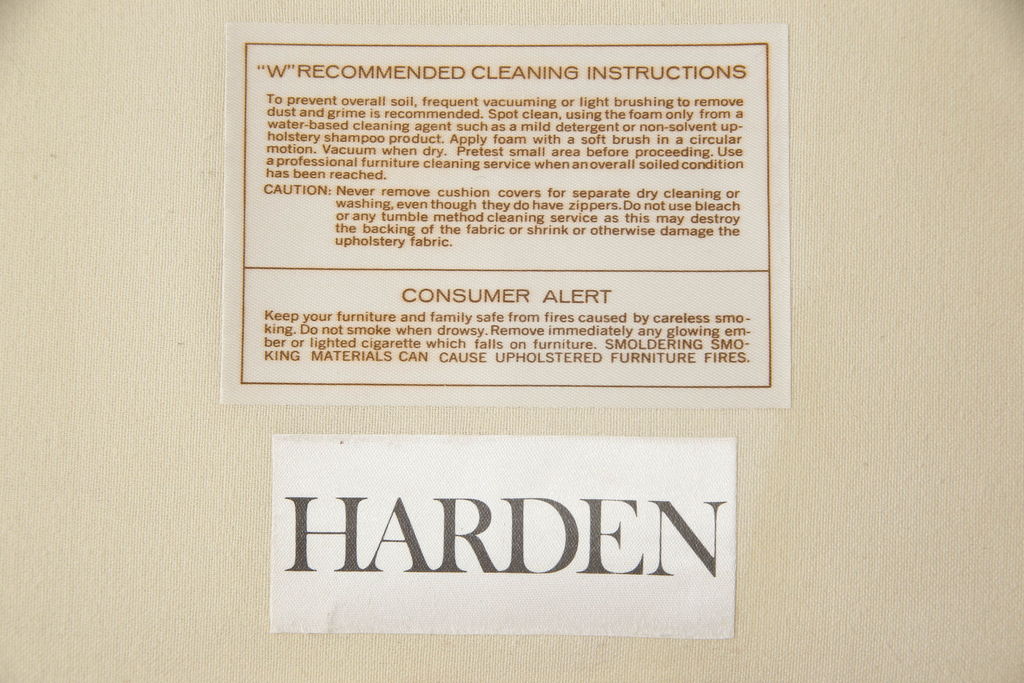 "W" RECOMMENDED CLEANING INSTRUCTIONS
To prevent overall soil, frequent vacuuming or light brushing to remove
dust and grime is recommended. Spot clean, using the foam only from a
water-based cleaning agent such as a mild detergent or non-solvent up-
holstery shampoo product. Apply foam with a soft brush in a circular
motion. Vacuum when dry. Pretest small area before proceeding. Use
a professional furniture cleaning service when an overall soiled condition
has been reached.
CAUTION: Never remove cushion covers for separate dry cleaning or
washing, even though they do have zippers. Do not use bleach
or any tumble method cleaning service as this may destroy
the backing of the fabric or shrink or otherwise damage the
upholstery fabric.
CONSUMER ALERT
Keep your furniture and family safe from fires caused by careless smo-
king. Do not smoke when drowsy. Remove immediately any glowing em-
ber or lighted cigarette which falls on furniture. SMOLDERING SMO-
KING MATERIALS CAN CAUSE UPHOLSTERED FURNITURE FIRES.
HARDEN